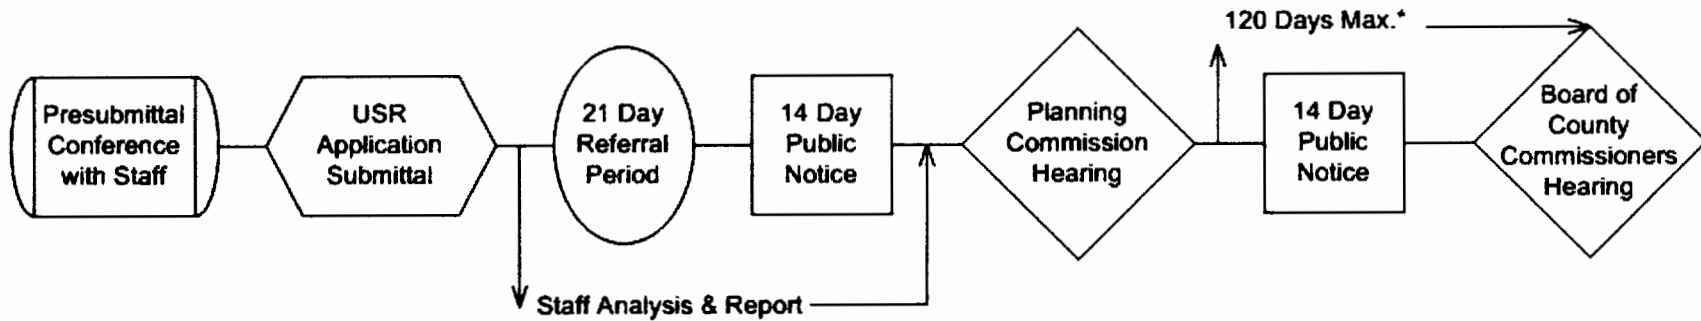 Presubmittal
Conference
with Staff
USR
Application
Submittal
21 Day
Referral
Period
14 Day
Public
Notice
Staff Analysis & Report
Planning
Commission
Hearing
120 Days Max.*
14 Day
Public
Notice
Board of
County
Commissioners
Hearing